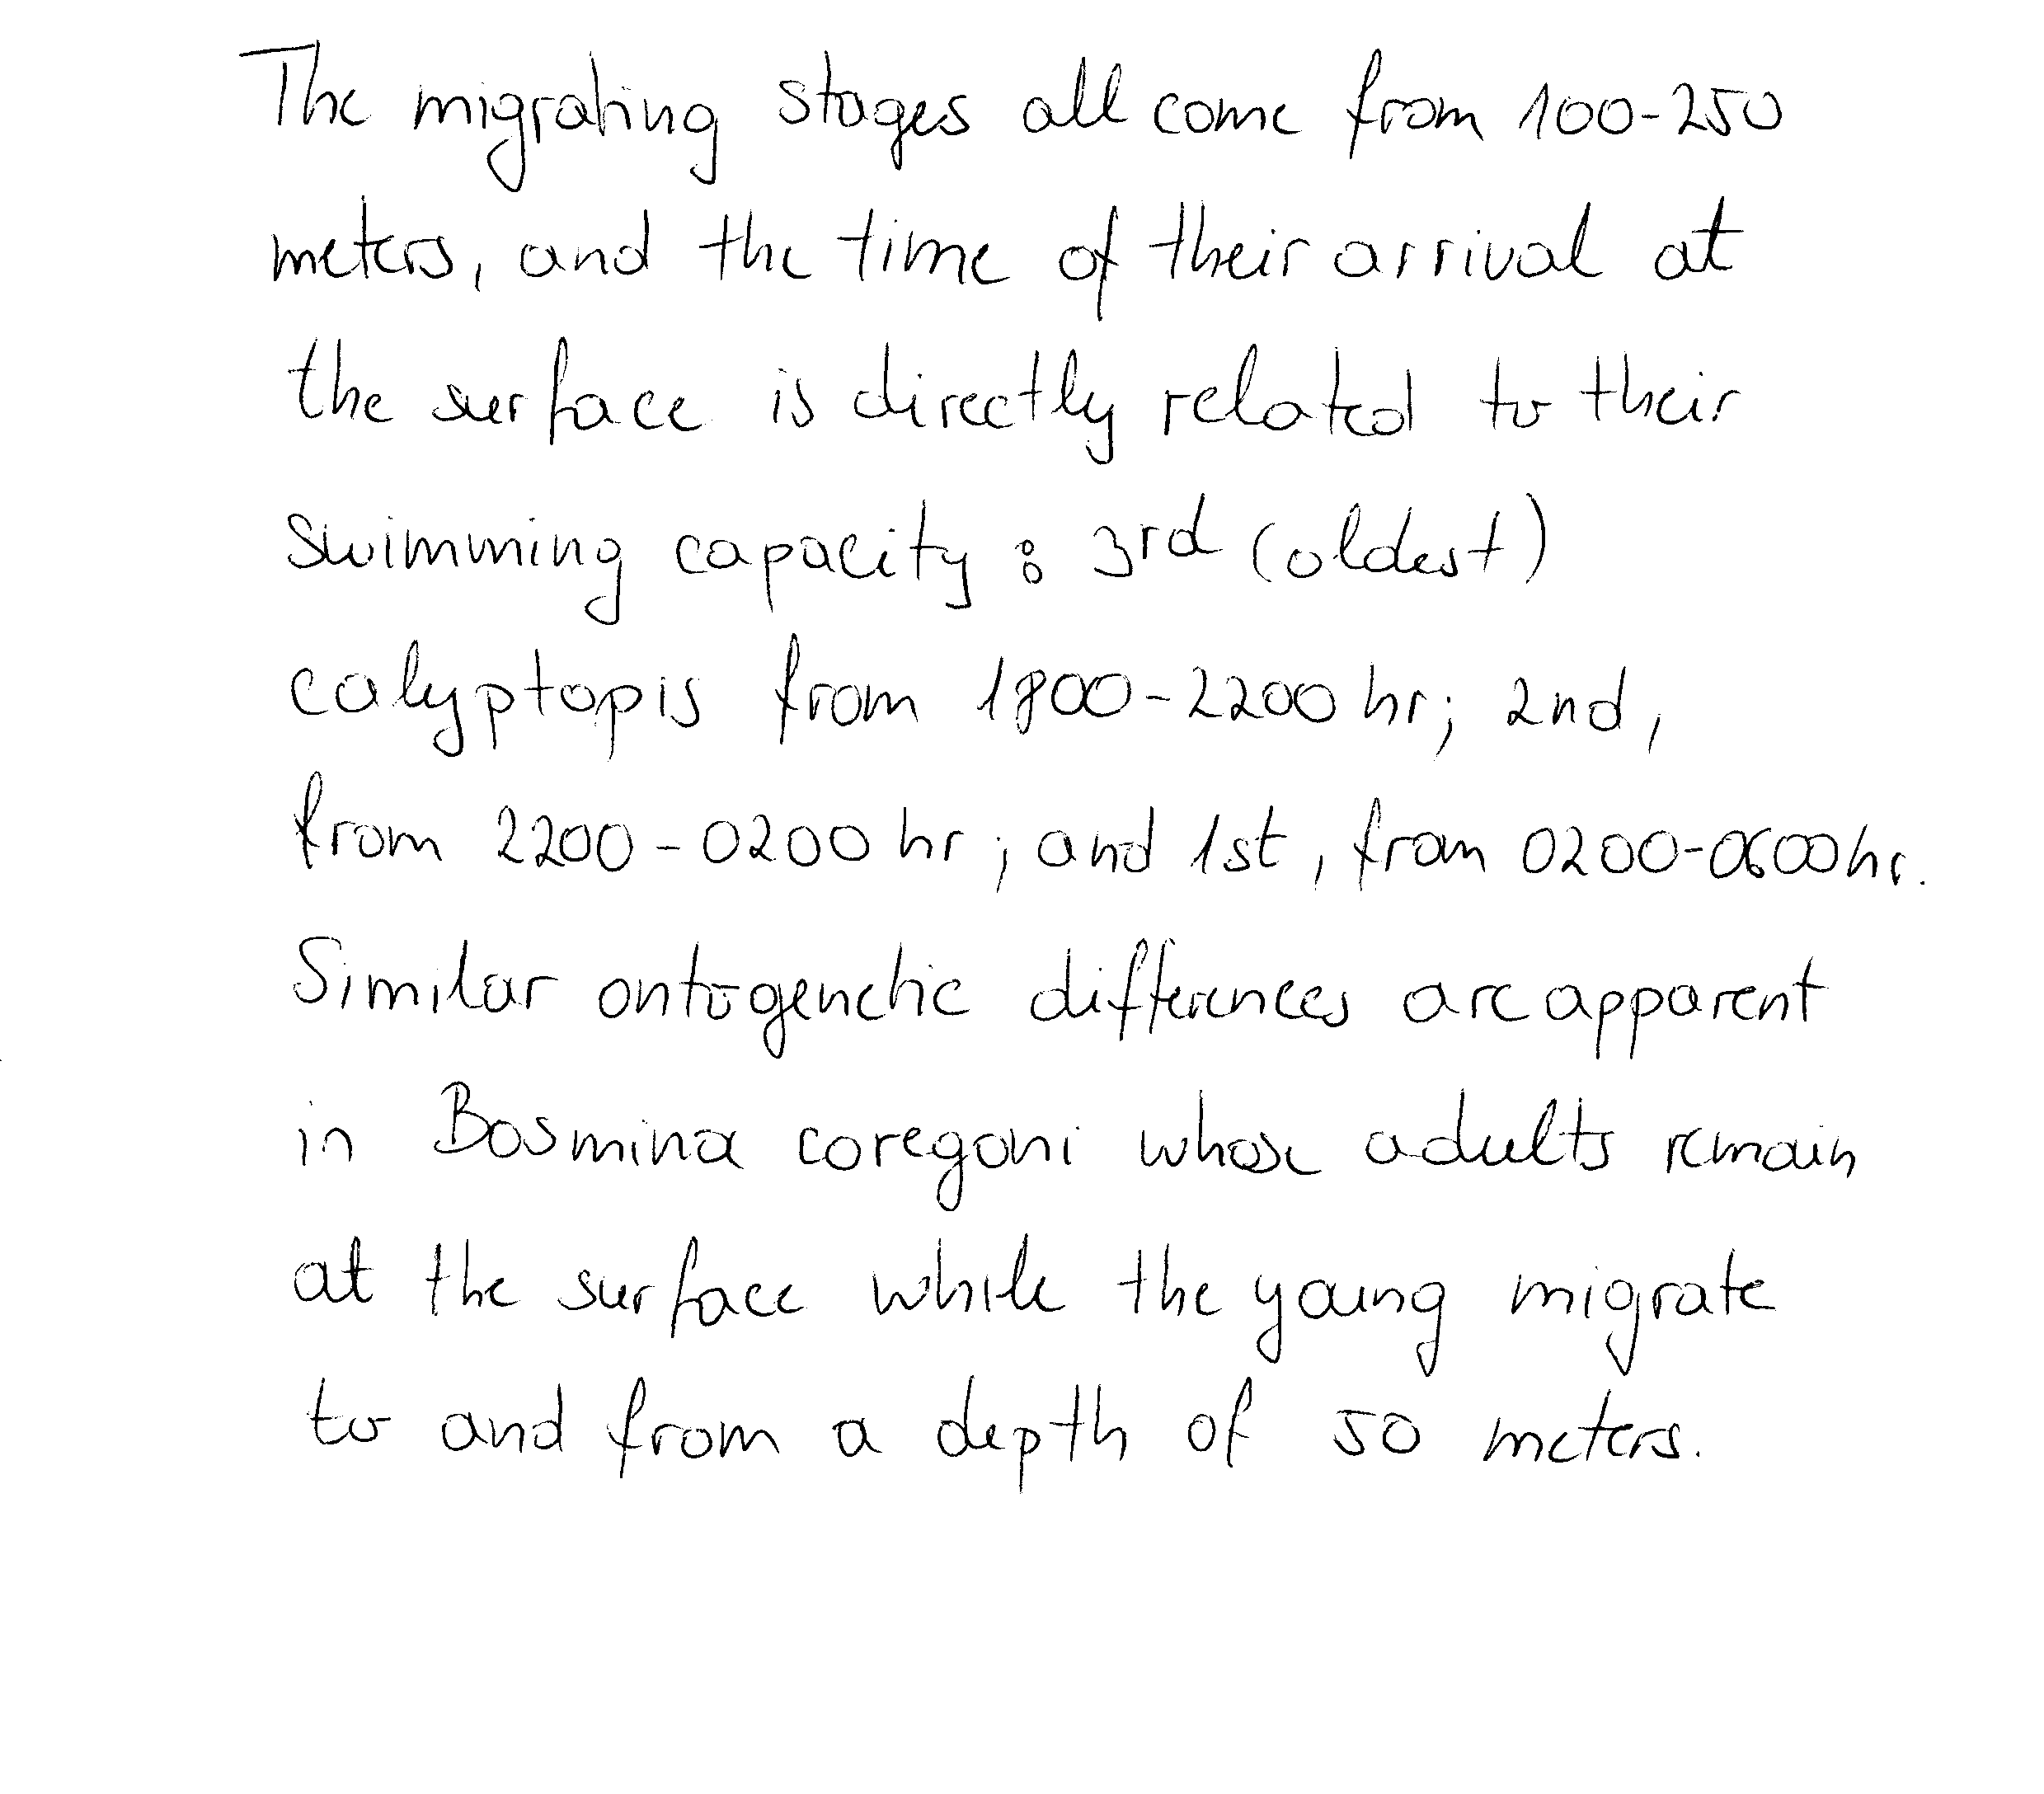 The migrating stages all come from 100-250
meters, and the time of their arrival at
the surface is directly related to their
swimming capacity : 3rd (oldest)
calyptopis from 1800-2200 hr; 2nd,
from 2200-0200 hr; and 1st, from 0200-0600 hr.
Similar ontogenetic differences are apparent
in Bosmina coregoni whose adults remain
at the surface while the young migrate
to and from a depth of 50 meters.